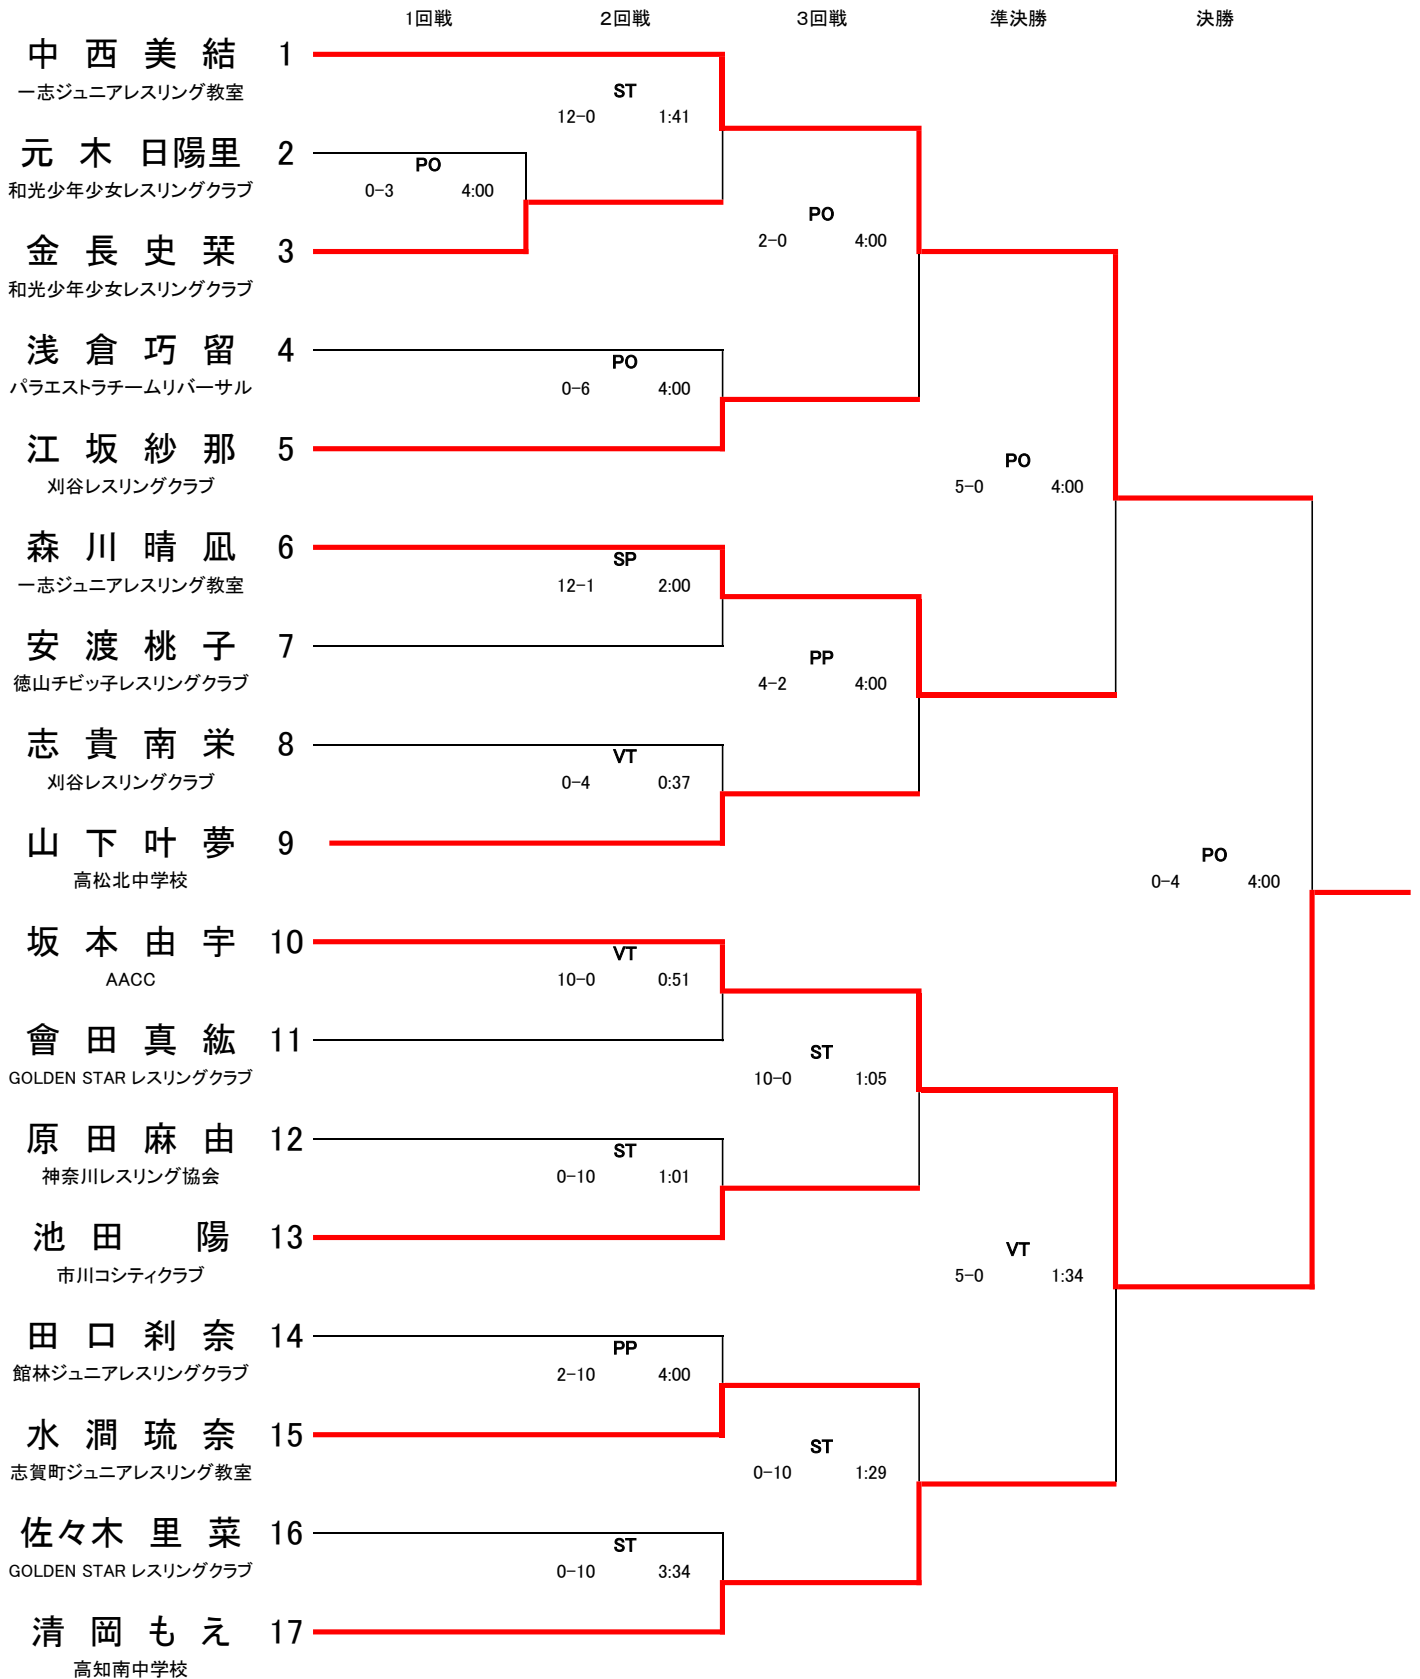 1回戦 2回戦 3回戦 準決勝 決勝
中西美結 1
一志ジュニアレスリング教室
ST
12-0 1:41
元木日陽里 2
和光少年少女レスリングクラブ
PO
0-3 4:00
PO
2-0 4:00
金長史栞 3
和光少年少女レスリングクラブ
浅倉巧留 4
パラエストラチームリバーサル
PO
0-6 4:00
江坂紗那 5
刈谷レスリングクラブ
PO
5-0 4:00
森川晴凪 6
一志ジュニアレスリング教室
SP
12-1 2:00
安渡桃子 7
徳山チビッ子レスリングクラブ
PP
4-2 4:00
志貴南栄 8
刈谷レスリングクラブ
VT
0-4 0:37
山下叶夢 9
高松北中学校
PO
0-4 4:00
坂本由宇 10
AACC
VT
10-0 0:51
會田真紘 11
GOLDEN STAR レスリングクラブ
ST
10-0 1:05
原田麻由 12
神奈川レスリング協会
ST
0-10 1:01
池田 陽 13
市川コシティクラブ
VT
5-0 1:34
田口刹奈 14
館林ジュニアレスリングクラブ
PP
2-10 4:00
水澗琉奈 15
志賀町ジュニアレスリング教室
ST
0-10 1:29
佐々木里菜 16
GOLDEN STAR レスリングクラブ
ST
0-10 3:34
清岡もえ 17
高知南中学校